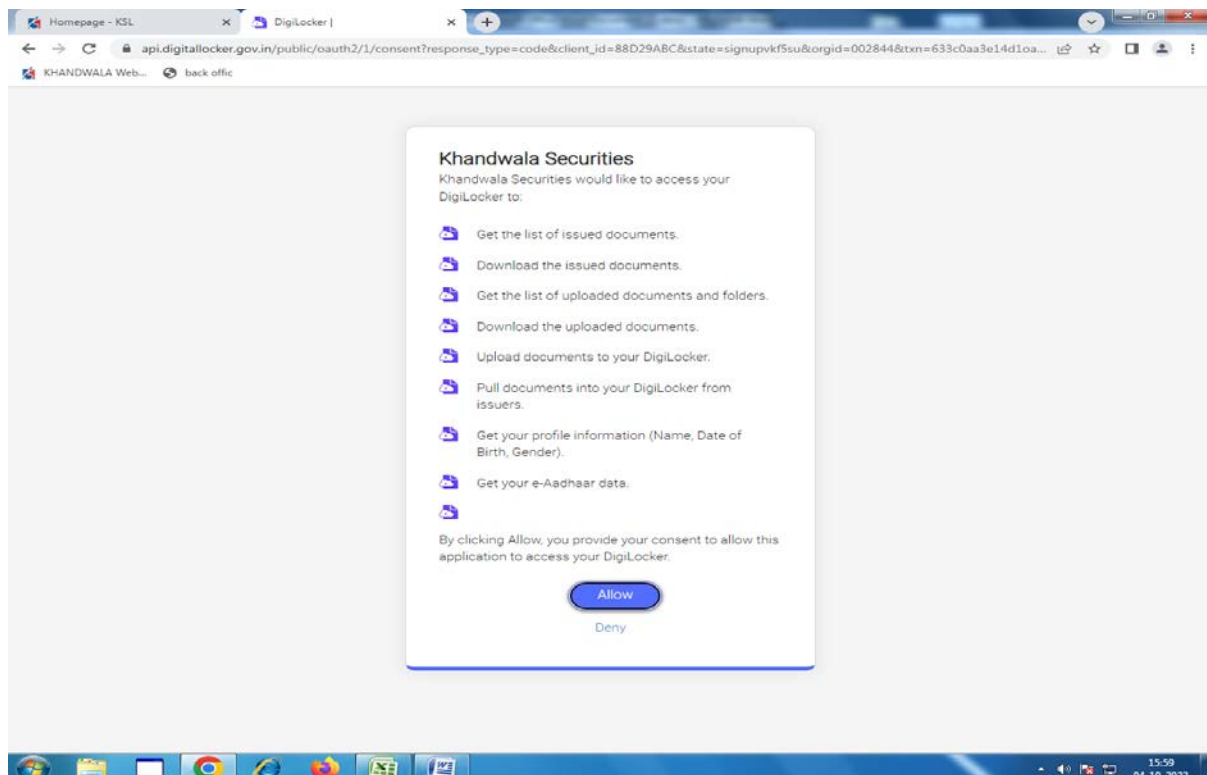 Homepage - KSL
DigiLocker |
api.digitallocker.gov.in/public/oauth2/1/consent?response_type=code&client_id=88D29ABC&state=signupvkf5su&orgid=002844&txn=633c0aa3e14d1oa...
KHANDWALA Web...
back offic
Khandwala Securities
Khandwala Securities would like to access your
DigiLocker to:
Get the list of issued documents.
Download the issued documents.
Get the list of uploaded documents and folders.
Download the uploaded documents.
Upload documents to your DigiLocker.
Pull documents into your DigiLocker from
issuers.
Get your profile information (Name, Date of
Birth, Gender).
Get your e-Aadhaar data.
By clicking Allow, you provide your consent to allow this
application to access your DigiLocker.
Allow
Deny
15:59
04-10-2022